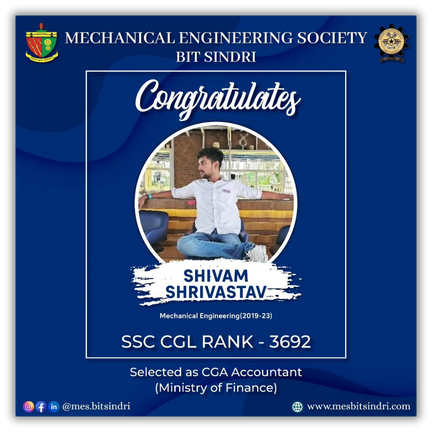 MECHANICAL ENGINEERING SOCIETY
BIT SINDRI
Congratulates
SHIVAM
SHRIVASTAV
Mechanical Engineering(2019-23)
SSC CGL RANK - 3692
Selected as CGA Accountant
(Ministry of Finance)
@mes.bitsindri
www.mesbitsindri.com